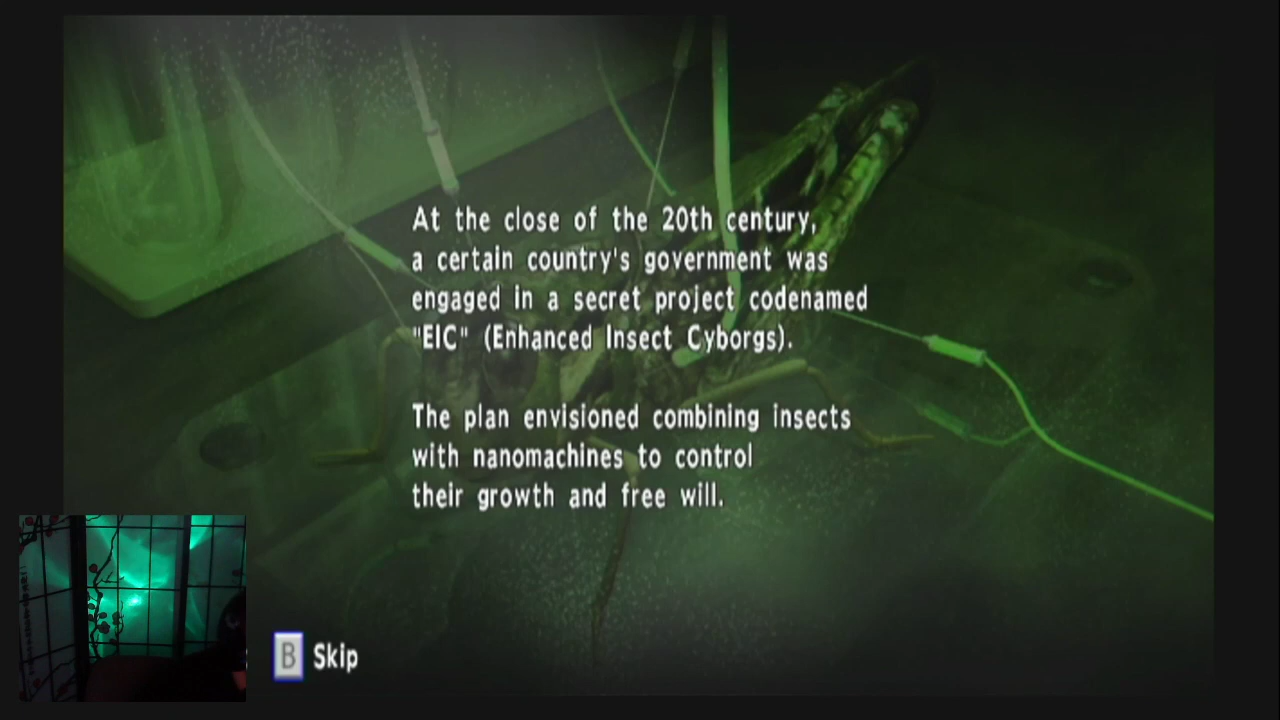 At the close of the 20th century,
a certain country's government was
engaged in a secret project codenamed
"EIC" (Enhanced Insect Cyborgs).
The plan envisioned combining insects
with nanomachines to control
their growth and free will.
B Skip